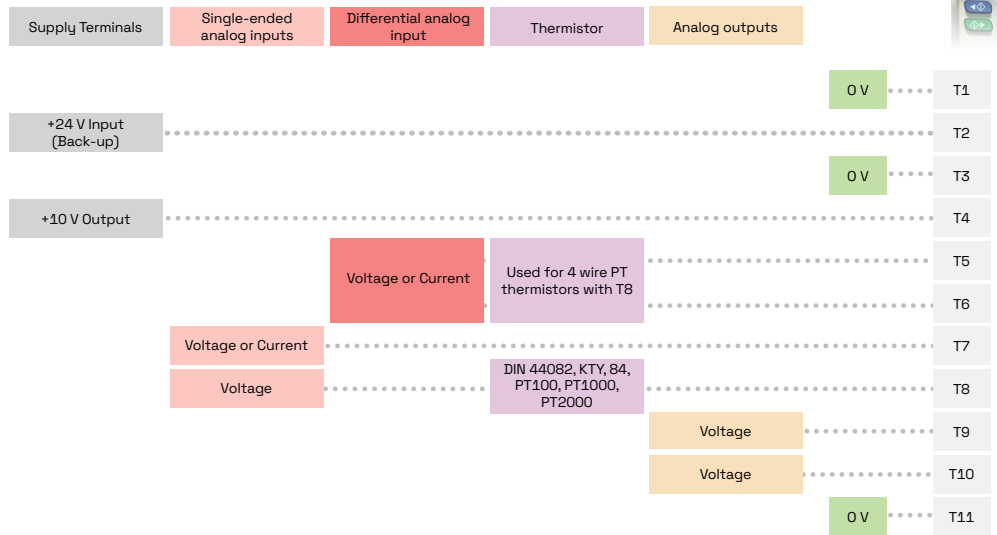 Supply Terminals
Single-ended
analog inputs
Differential analog
input
Thermistor
Analog outputs
0 V
T1
+24 V Input
(Back-up)
T2
0 V
T3
+10 V Output
T4
Voltage or Current
Used for 4 wire PT
thermistors with T8
T5
T6
Voltage or Current
T7
Voltage
DIN 44082, KTY, 84,
PT100, PT1000,
PT2000
T8
Voltage
T9
Voltage
T10
0 V
T11